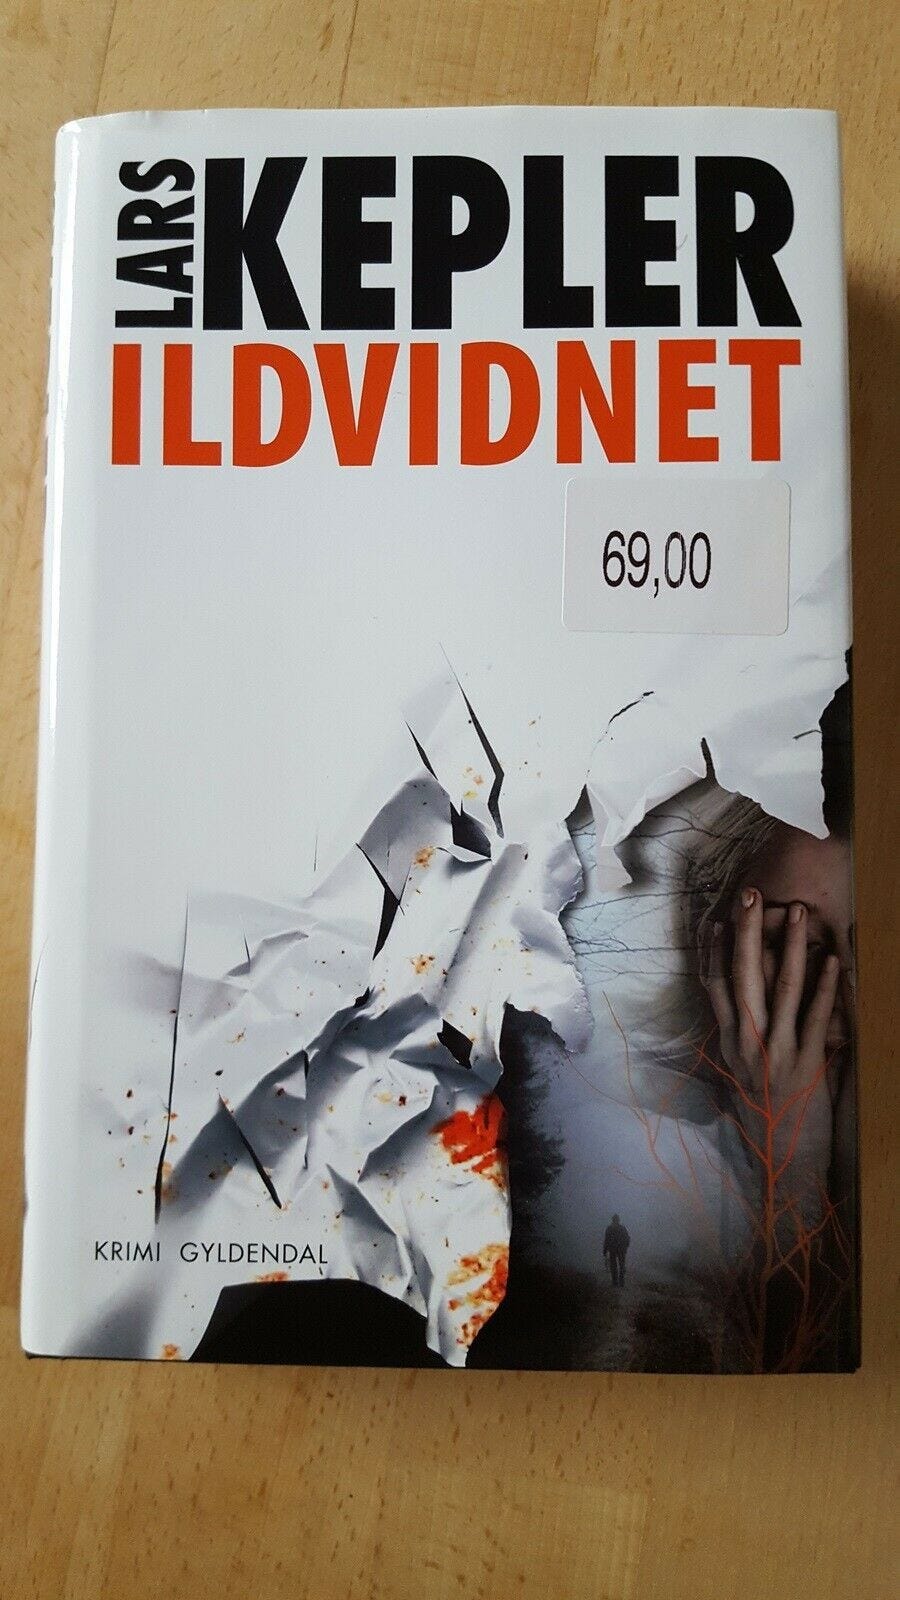 LARS
KEPLER
ILDVIDNET
69,00
KRIMI GYLDENDAL